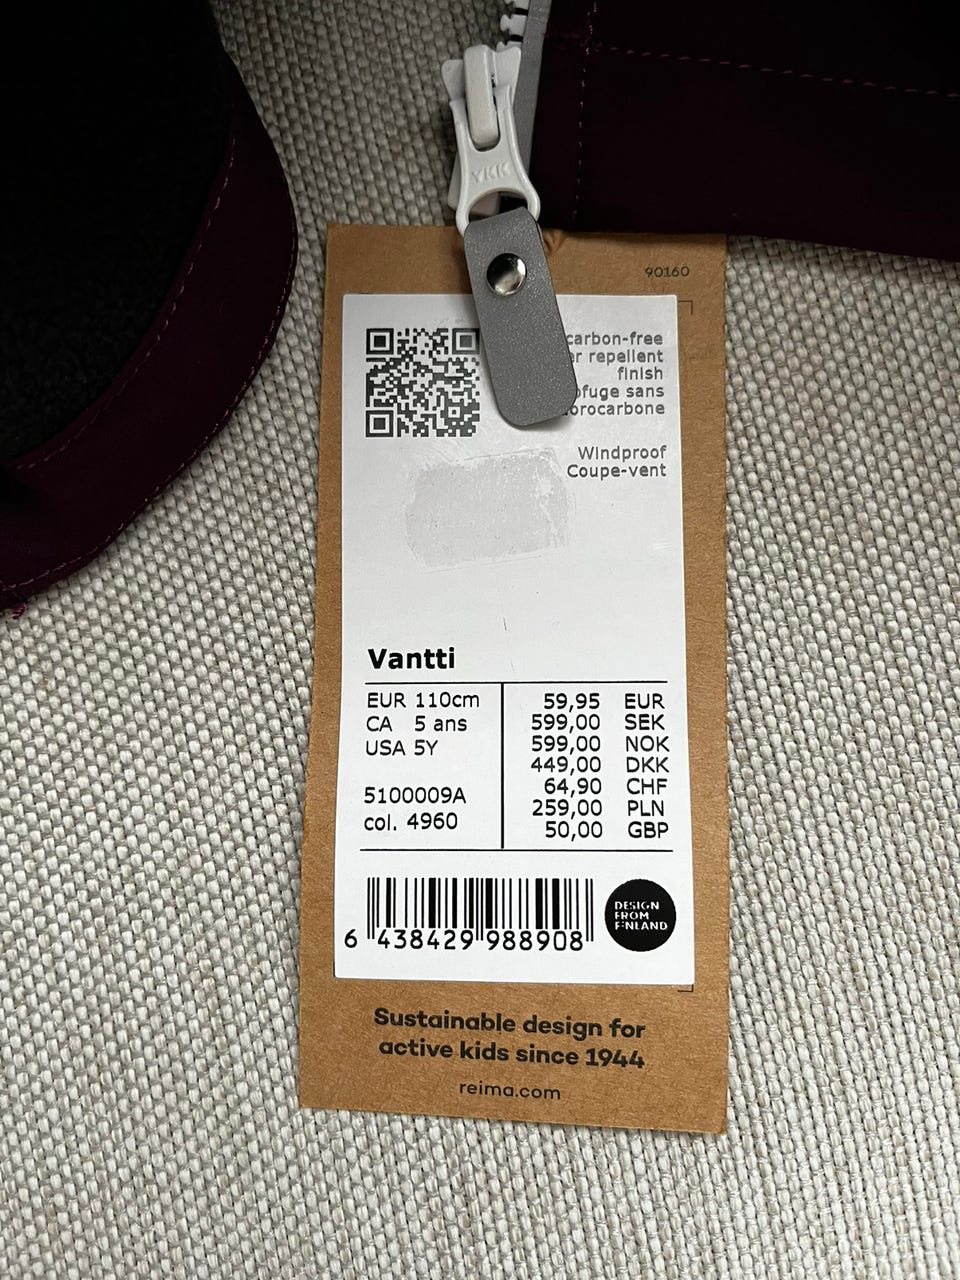 YKK
90160
carbon-free
repellent
finish
sans
Windproof
Coupe-vent
Vantti
EUR 110cm
CA 5 ans
USA 5Y
5100009A
col. 4960
59,95 EUR
599,00 SEK
599,00 NOK
449,00 DKK
64,90 CHF
259,00 PLN
50,00 GBP
6 438429 988908
DESIGN
FROM
FINLAND
Sustainable design for
active kids since 1944
reima.com